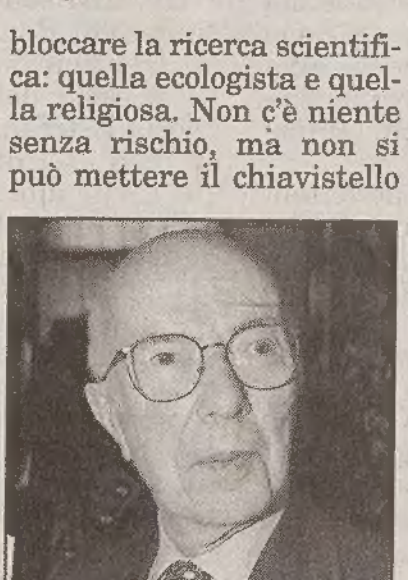 bloccare la ricerca scientifi-
ca: quella ecologista e quel-
la religiosa. Non c'è niente
senza rischio, ma non si
può mettere il chiavistello